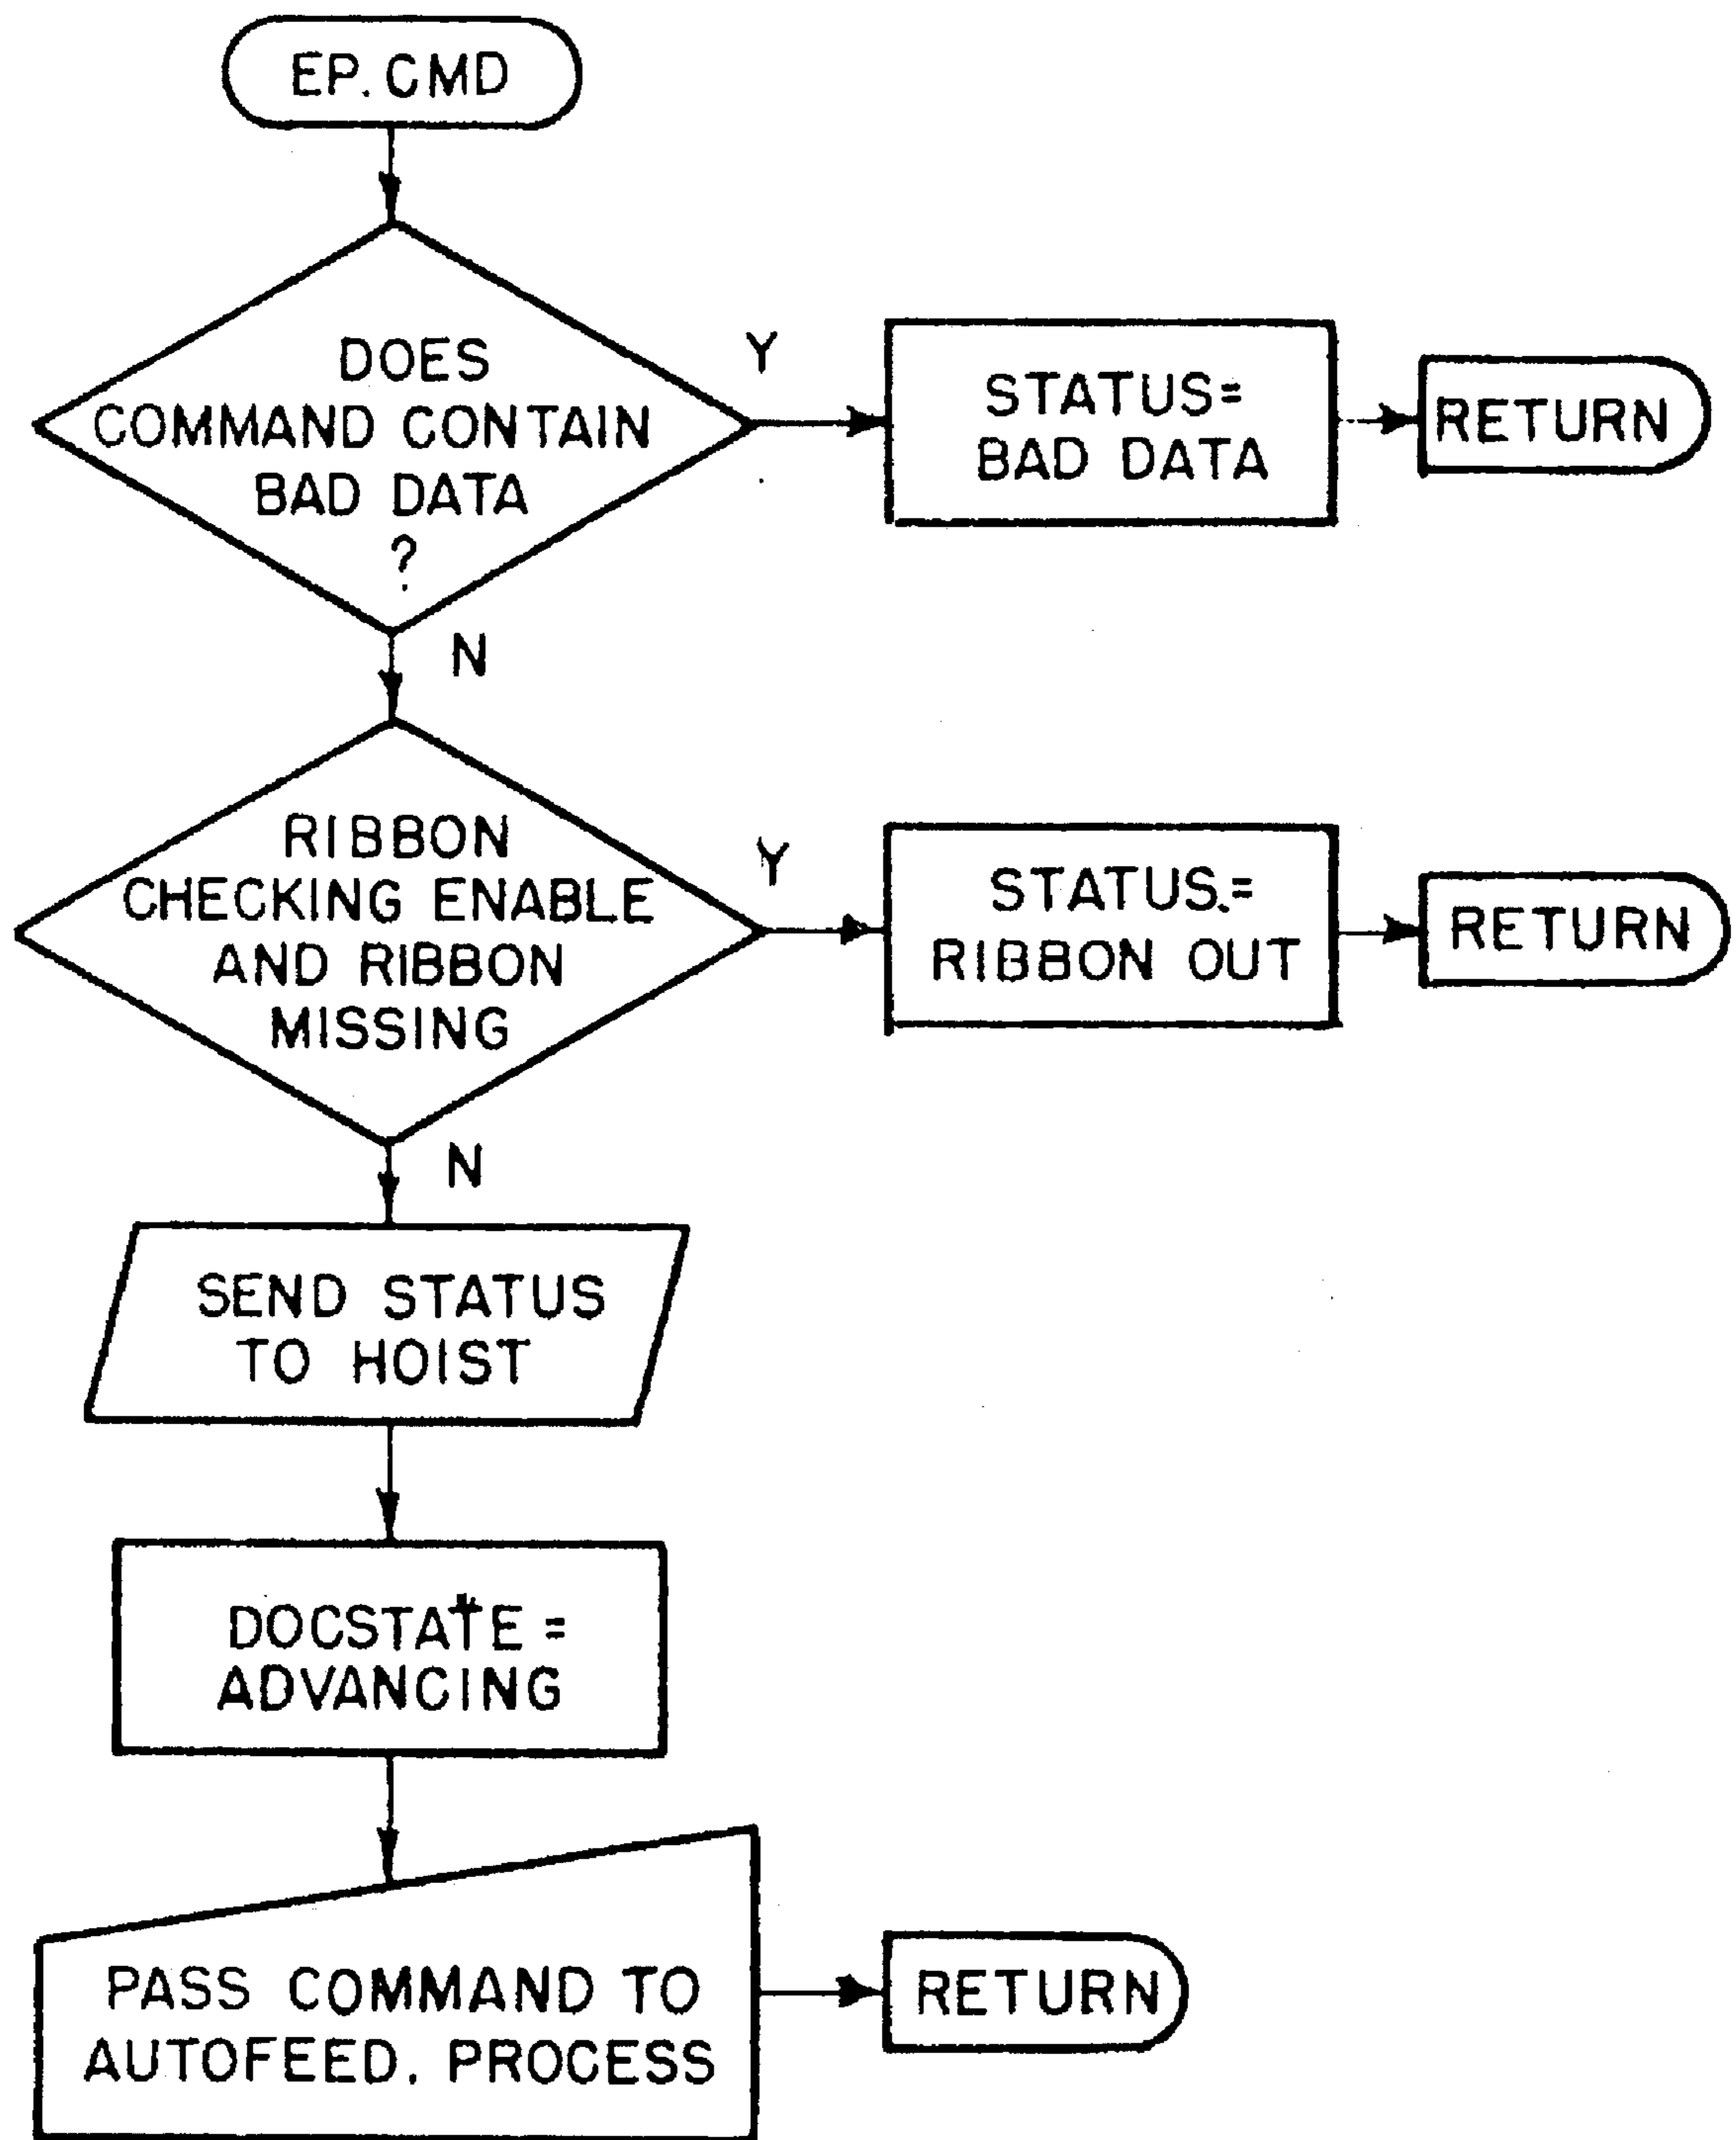 EP. CMD
DOES
COMMAND CONTAIN
BAD DATA
?
Y
STATUS=
BAD DATA
RETURN
N
RIBBON
CHECKING ENABLE
AND RIBBON
MISSING
Y
STATUS.=
RIBBON OUT
RETURN
N
SEND STATUS
TO HOIST
DOCSTATE =
ADVANCING
PASS COMMAND TO
AUTOFEED. PROCESS
RETURN